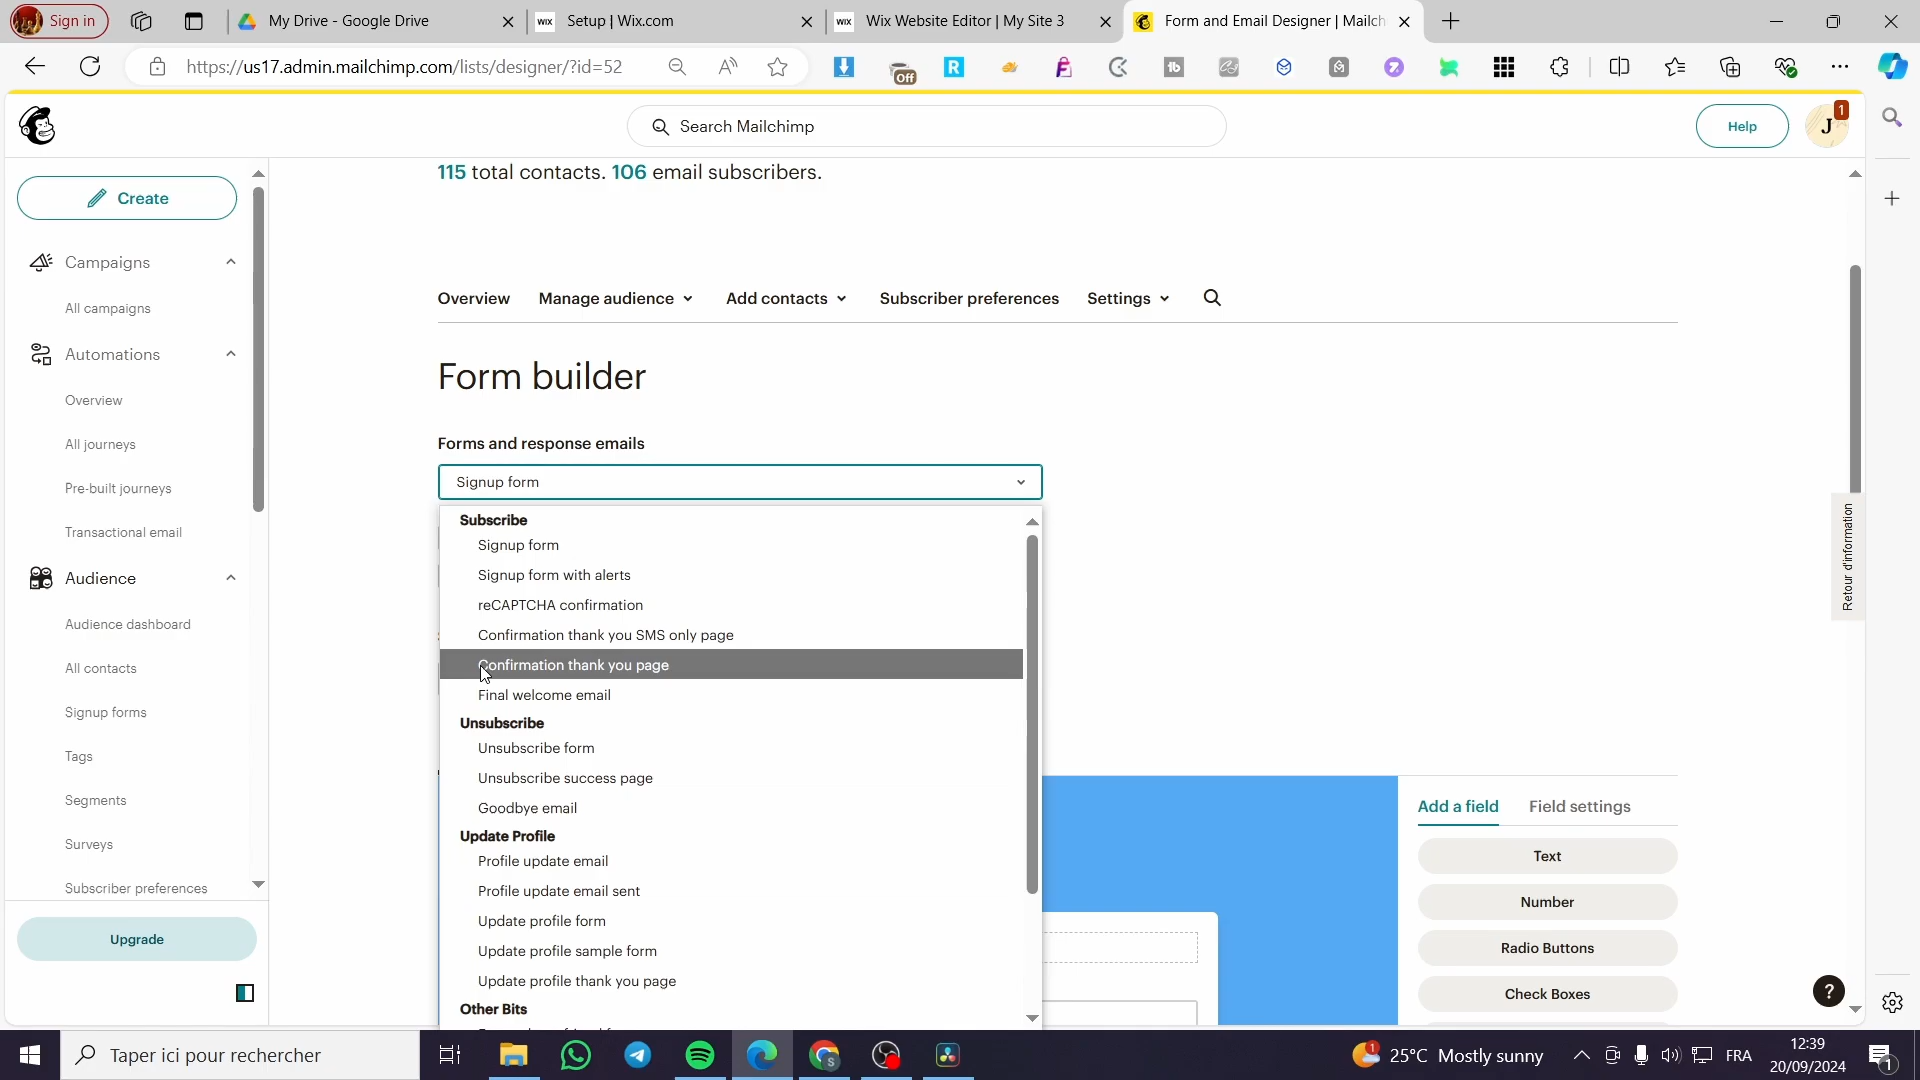 Sign in
My Drive - Google Drive
Setup | Wix.com
Wix Website Editor | My Site 3
Form and Email Designer | Mailch
https://us17.admin.mailchimp.com/lists/designer/?id=52
Off
Search Mailchimp
Help
J
1
Create
Campaigns
All campaigns
Automations
Overview
All journeys
Pre-built journeys
Transactional email
Audience
Audience dashboard
All contacts
Signup forms
Tags
Segments
Surveys
Subscriber preferences
Upgrade
115 total contacts. 106 email subscribers.
Overview
Manage audience
Add contacts
Subscriber preferences
Settings
Form builder
Forms and response emails
Signup form
Subscribe
Signup form
Signup form with alerts
reCAPTCHA confirmation
Confirmation thank you SMS only page
Confirmation thank you page
Final welcome email
Unsubscribe
Unsubscribe form
Unsubscribe success page
Goodbye email
Update Profile
Profile update email
Profile update email sent
Update profile form
Update profile sample form
Update profile thank you page
Other Bits
Add a field
Field settings
Text
Number
Radio Buttons
Check Boxes
Retour d'information
?
Taper ici pour rechercher
1
25°C Mostly sunny
FRA
12:39
20/09/2024
1